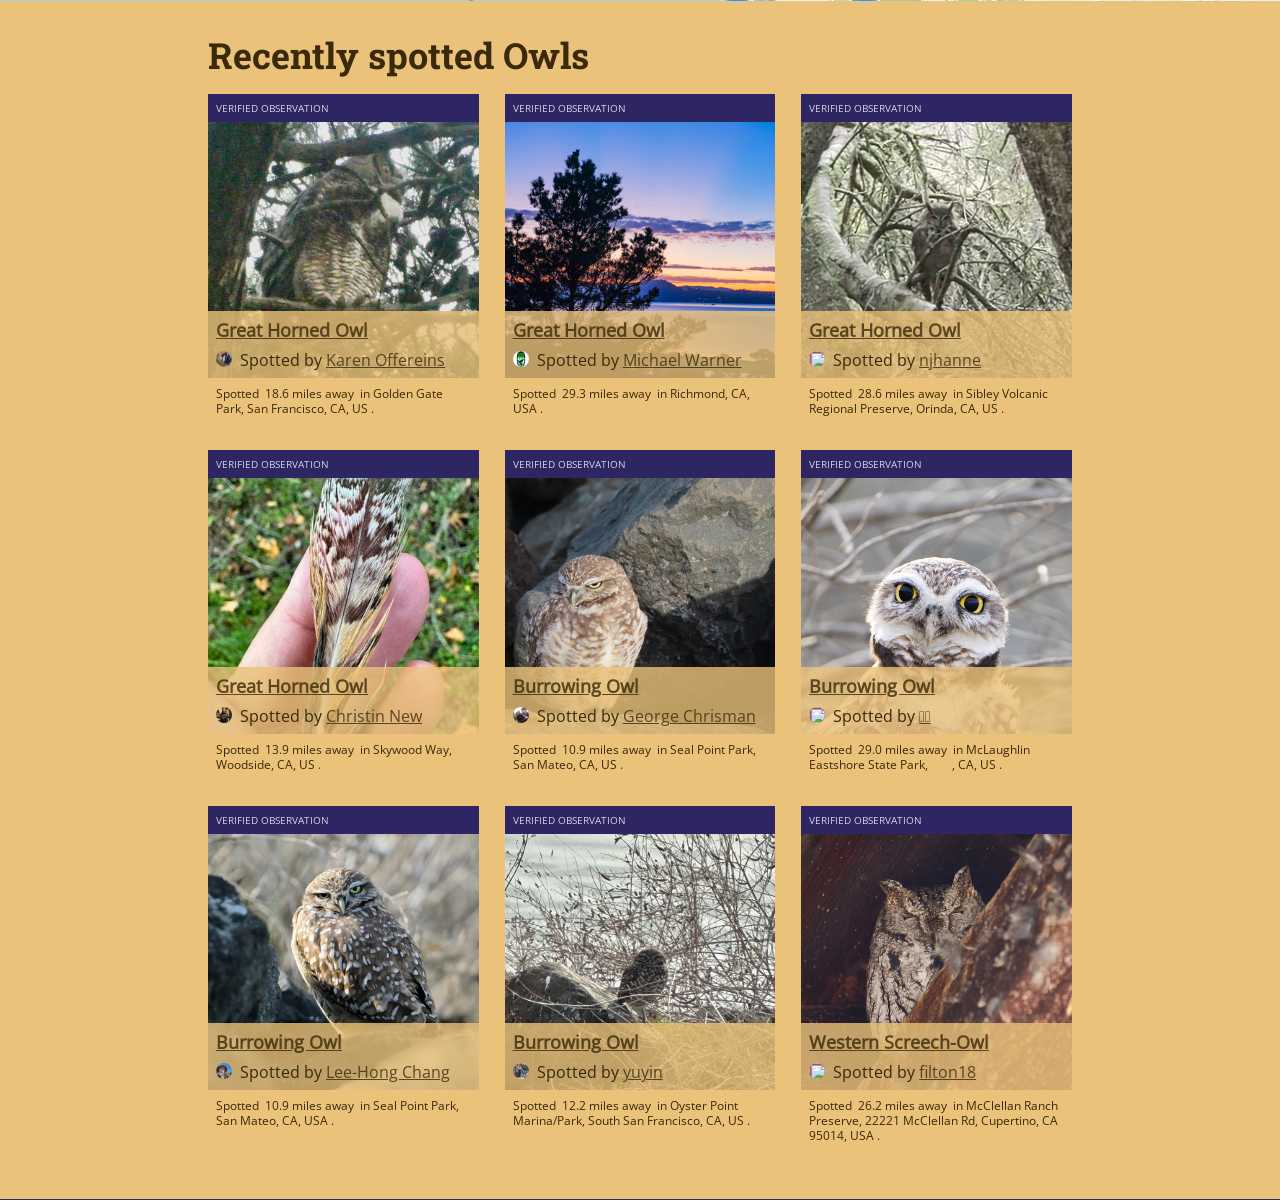 Recently spotted Owls
VERIFIED OBSERVATION
Great Horned Owl
Spotted by Karen Offereins
Spotted 18.6 miles away in Golden Gate
Park, San Francisco, CA, US .
VERIFIED OBSERVATION
Great Horned Owl
Spotted by Michael Warner
Spotted 29.3 miles away in Richmond, CA,
USA .
VERIFIED OBSERVATION
Great Horned Owl
Spotted by njhanne
Spotted 28.6 miles away in Sibley Volcanic
Regional Preserve, Orinda, CA, US .
VERIFIED OBSERVATION
Great Horned Owl
Spotted by Christin New
Spotted 13.9 miles away in Skywood Way,
Woodside, CA, US .
VERIFIED OBSERVATION
Burrowing Owl
Spotted by George Chrisman
Spotted 10.9 miles away in Seal Point Park,
San Mateo, CA, US .
VERIFIED OBSERVATION
Burrowing Owl
Spotted by
Spotted 29.0 miles away in McLaughlin
Eastshore State Park, , CA, US .
VERIFIED OBSERVATION
Burrowing Owl
Spotted by Lee-Hong Chang
Spotted 10.9 miles away in Seal Point Park,
San Mateo, CA, USA .
VERIFIED OBSERVATION
Burrowing Owl
Spotted by yuyin
Spotted 12.2 miles away in Oyster Point
Marina/Park, South San Francisco, CA, US .
VERIFIED OBSERVATION
Western Screech-Owl
Spotted by filton18
Spotted 26.2 miles away in McClellan Ranch
Preserve, 22221 McClellan Rd, Cupertino, CA
95014, USA .